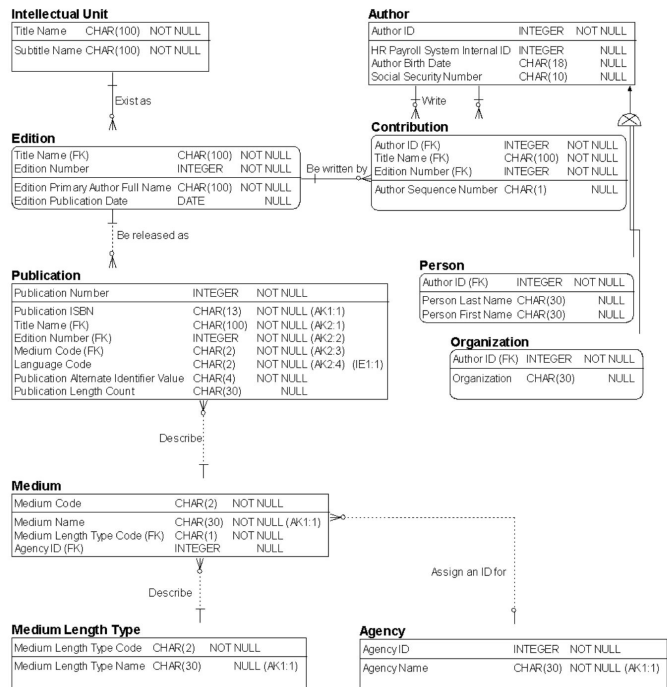 Intellectual Unit
Title Name CHAR(100) NOT NULL
Subtitle Name CHAR(100) NULL
Author
Author ID INTEGER NOT NULL
HR Payroll System Internal ID INTEGER NULL
Author Birth Date CHAR(18) NULL
Social Security Number CHAR(10) NULL
Exist as
Write
Edition
Title Name (FK) CHAR(100) NOT NULL
Edition Number INTEGER NOT NULL
Edition Primary Author Full Name CHAR(100) NOT NULL
Edition Publication Date DATE NULL
Be written by
Contribution
Author ID (FK) INTEGER NOT NULL
Title Name (FK) CHAR(100) NOT NULL
Edition Number (FK) INTEGER NOT NULL
Author Sequence Number CHAR(1) NULL
Be released as
Publication
Publication Number INTEGER NOT NULL
Publication ISBN CHAR(13) NOT NULL (AK1:1)
Title Name (FK) CHAR(100) NOT NULL (AK2:1)
Edition Number (FK) INTEGER NOT NULL (AK2:2)
Medium Code (FK) CHAR(2) NOT NULL (AK2:3)
Language Code CHAR(2) NOT NULL (AK2:4) (IE1:1)
Publication Alternate Identifier Value CHAR(4) NOT NULL
Publication Length Count CHAR(30) NULL
Person
Author ID (FK) INTEGER NOT NULL
Person Last Name CHAR(30) NULL
Person First Name CHAR(30) NULL
Organization
Author ID (FK) INTEGER NOT NULL
Organization CHAR(30) NULL
Describe
Medium
Medium Code CHAR(2) NOT NULL
Medium Name CHAR(30) NOT NULL (AK1:1)
Medium Length Type Code (FK) CHAR(1) NOT NULL
Agency ID (FK) INTEGER NULL
Describe
Assign an ID for
Medium Length Type
Medium Length Type Code CHAR(2) NOT NULL
Medium Length Type Name CHAR(30) NULL (AK1:1)
Agency
Agency ID INTEGER NOT NULL
Agency Name CHAR(30) NOT NULL (AK1:1)